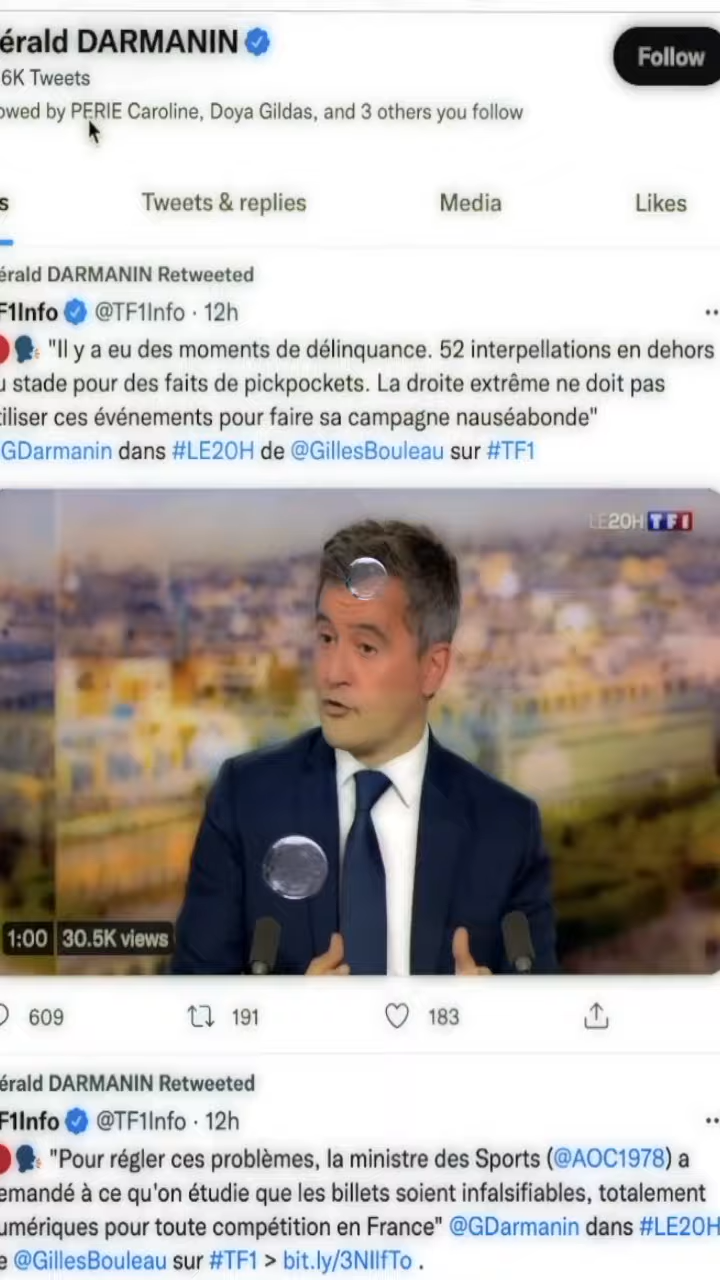 érald DARMANIN
6K Tweets
owed by PERIE Caroline, Doya Gildas, and 3 others you follow
Follow
s Tweets & replies Media Likes
érald DARMANIN Retweeted
F1Info @TF1Info · 12h
"Il y a eu des moments de délinquance. 52 interpellations en dehors
u stade pour des faits de pickpockets. La droite extrême ne doit pas
tiliser ces événements pour faire sa campagne nauséabonde"
GDarmanin dans #LE20H de @GillesBouleau sur #TF1
LE20H TF1
1:00 30.5K views
609 191 183
érald DARMANIN Retweeted
F1Info @TF1Info · 12h
"Pour régler ces problèmes, la ministre des Sports (@AOC1978) a
emandé à ce qu'on étudie que les billets soient infalsifiables, totalement
umériques pour toute compétition en France" @GDarmanin dans #LE20H
e @GillesBouleau sur #TF1 > bit.ly/3NIlfTo .